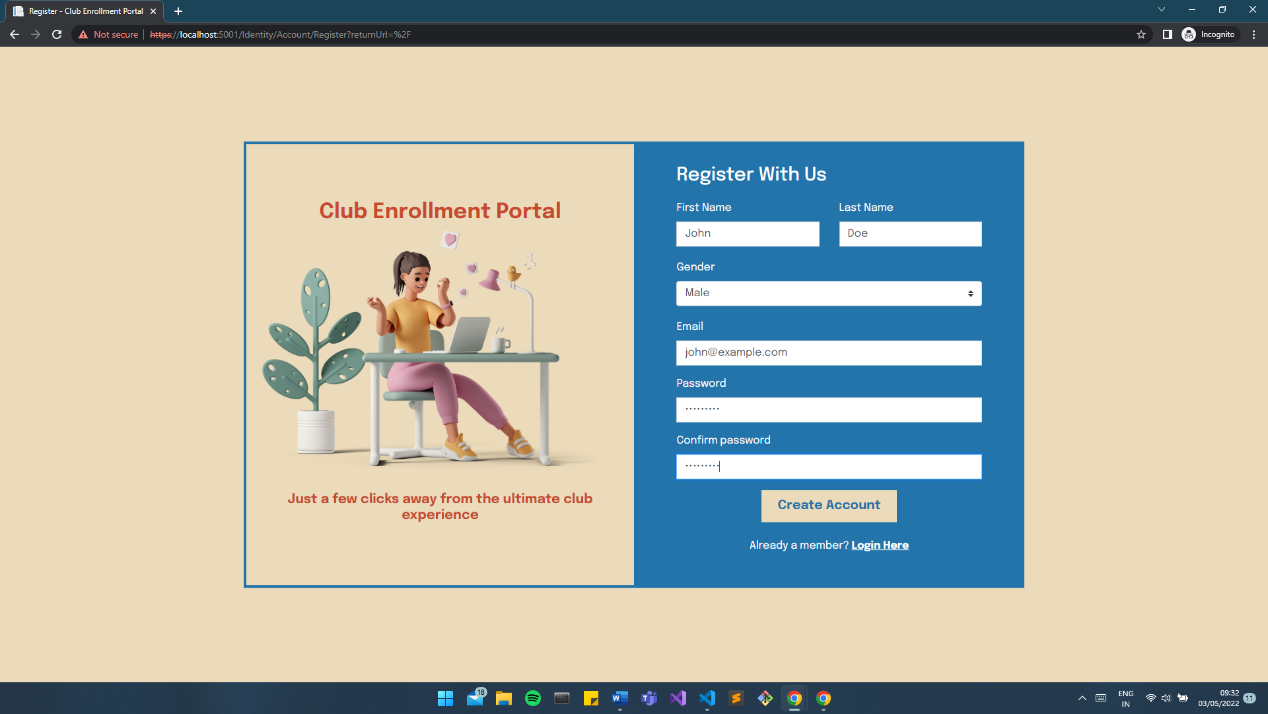 Register - Club Enrollment Portal
Not secure | https://localhost:5001/Identity/Account/Register?returnUrl=%2F
Incognito
Club Enrollment Portal
Just a few clicks away from the ultimate club
experience
Register With Us
First Name
Last Name
John
Doe
Gender
Male
Email
john@example.com
Password
•••••••••
Confirm password
•••••••••
Create Account
Already a member? Login Here
18
ENG
IN
09:32
03/05/2022
11